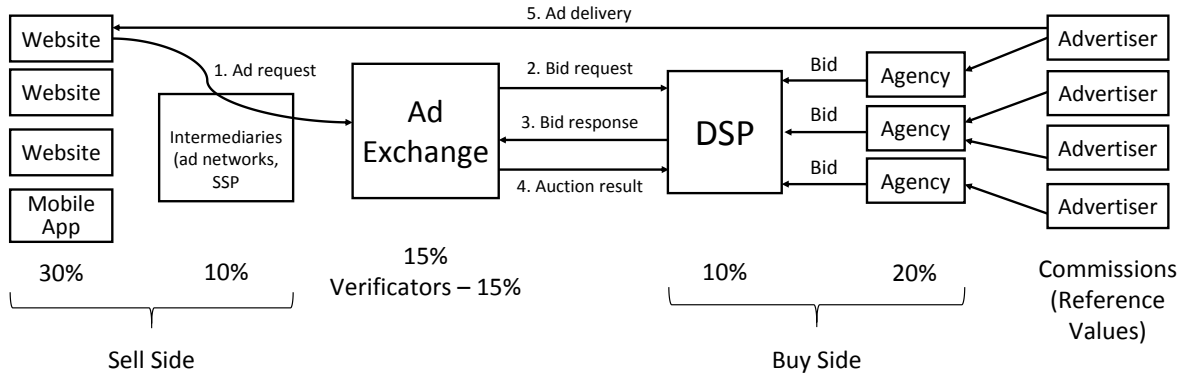 5. Ad delivery
Website
Website
Website
Mobile
App
1. Ad request
Intermediaries
(ad networks,
SSP
Ad
Exchange
2. Bid request
3. Bid response
4. Auction result
DSP
Bid
Bid
Bid
Agency
Agency
Agency
Advertiser
Advertiser
Advertiser
Advertiser
30%
10%
15%
Verificators – 15%
10%
20%
Commissions
(Reference
Values)
Sell Side
Buy Side